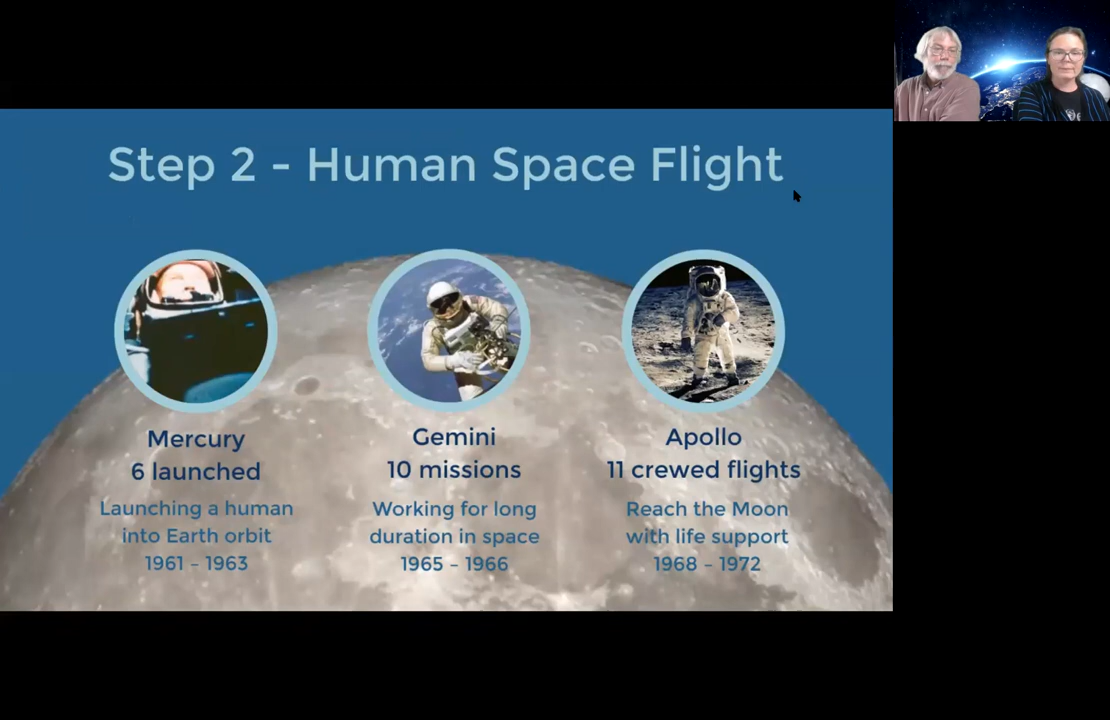 Step 2 - Human Space Flight
Mercury
6 launched
Launching a human
into Earth orbit
1961 – 1963
Gemini
10 missions
Working for long
duration in space
1965 – 1966
Apollo
11 crewed flights
Reach the Moon
with life support
1968 – 1972